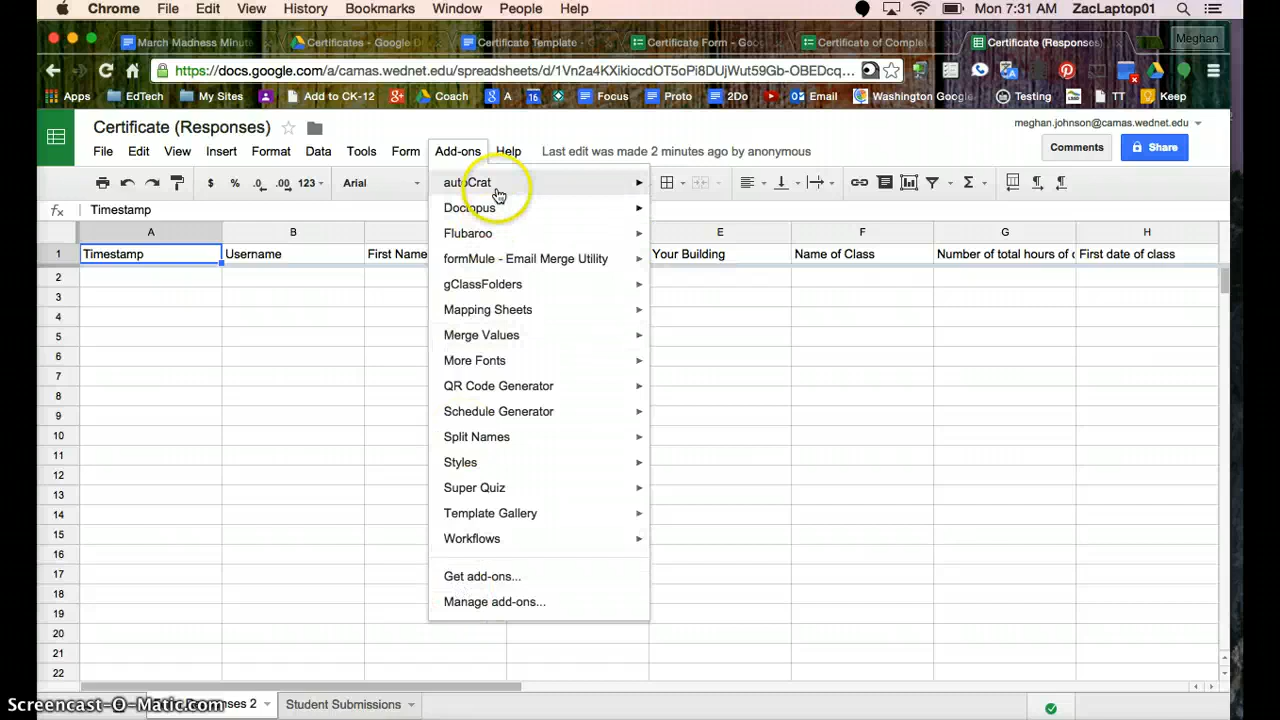 Chrome File Edit View History Bookmarks Window People Help Mon 7:31 AM ZacLaptop01
March Madness Minute Certificates - Google D Certificate Template - Certificate Form - Goo Certificate of Complet Certificate (Responses) Meghan
https://docs.google.com/a/camas.wednet.edu/spreadsheets/d/1Vn2a4KXikiocdOT5oPi8DUjWut59Gb-OBEDcq...
Apps EdTech My Sites Add to CK-12 Coach A 16 Focus Proto 2Do Email Washington Googl Testing TT Keep
Certificate (Responses)
meghan.johnson@camas.wednet.edu
File Edit View Insert Format Data Tools Form Add-ons Help Last edit was made 2 minutes ago by anonymous
Comments Share
$ % .0 .00 123 Arial
fx Timestamp
A B E F G H
1 Timestamp Username First Name Your Building Name of Class Number of total hours of c First date of class
autoCrat
Doctopus
Flubaroo
formMule - Email Merge Utility
gClassFolders
Mapping Sheets
Merge Values
More Fonts
QR Code Generator
Schedule Generator
Split Names
Styles
Super Quiz
Template Gallery
Workflows
Get add-ons...
Manage add-ons...
2
3
4
5
6
7
8
9
10
11
12
13
14
15
16
17
18
19
20
21
22
Screencast-O-Matic.com
2 Student Submissions